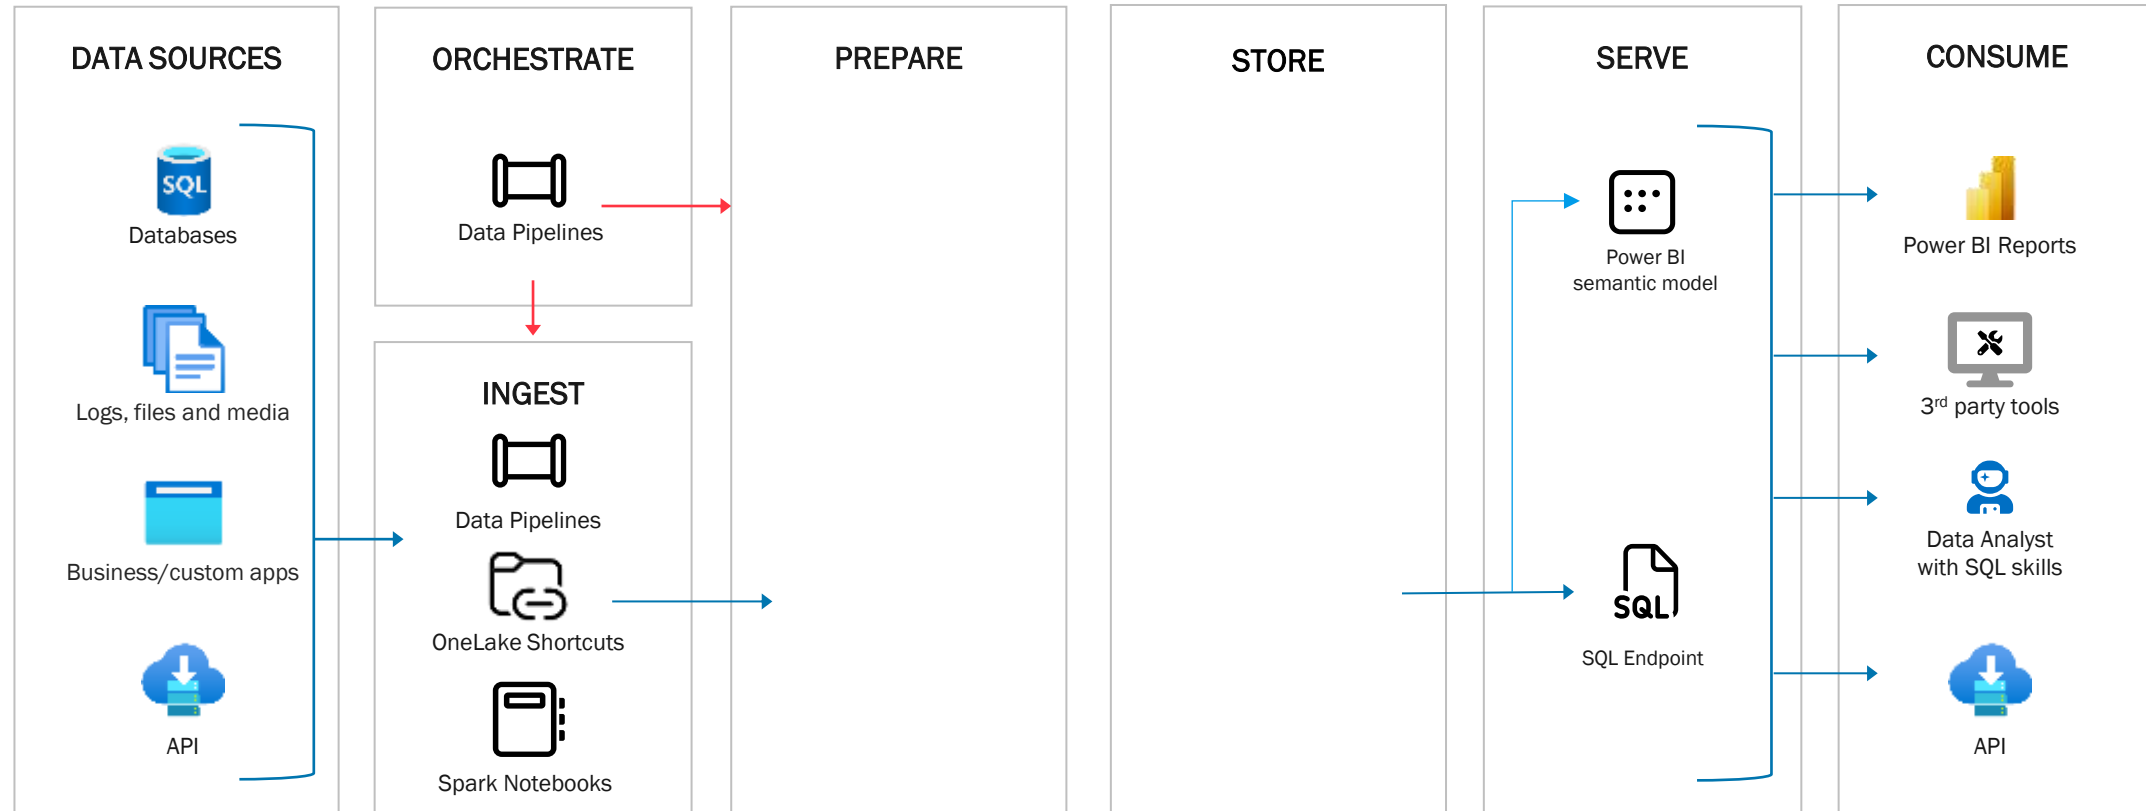 DATA SOURCES
SQL
Databases
Logs, files and media
Business/custom apps
API
ORCHESTRATE
Data Pipelines
INGEST
Data Pipelines
OneLake Shortcuts
Spark Notebooks
PREPARE
STORE
SERVE
Power BI
semantic model
SQL
SQL Endpoint
CONSUME
Power BI Reports
3rd party tools
Data Analyst
with SQL skills
API